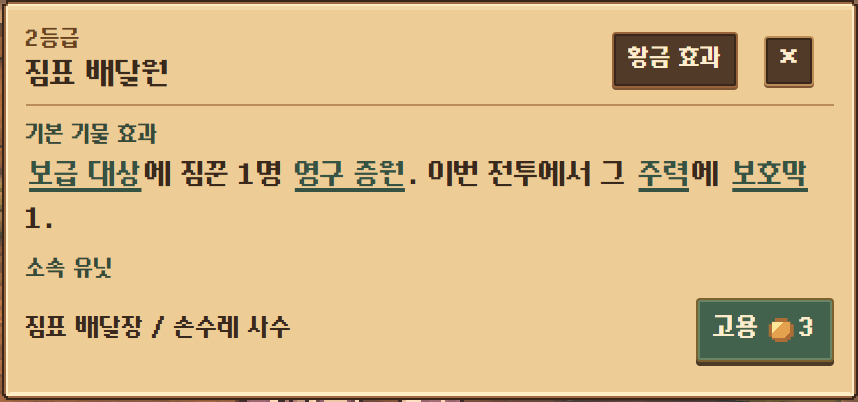 2등급
짐표 배달원
황금 효과
×
기본 기물 효과
보급 대상에 짐꾼 1명 영구 증원. 이번 전투에서 그 주력에 보호막
1.
소속 유닛
짐표 배달장 / 손수레 사수
고용 3